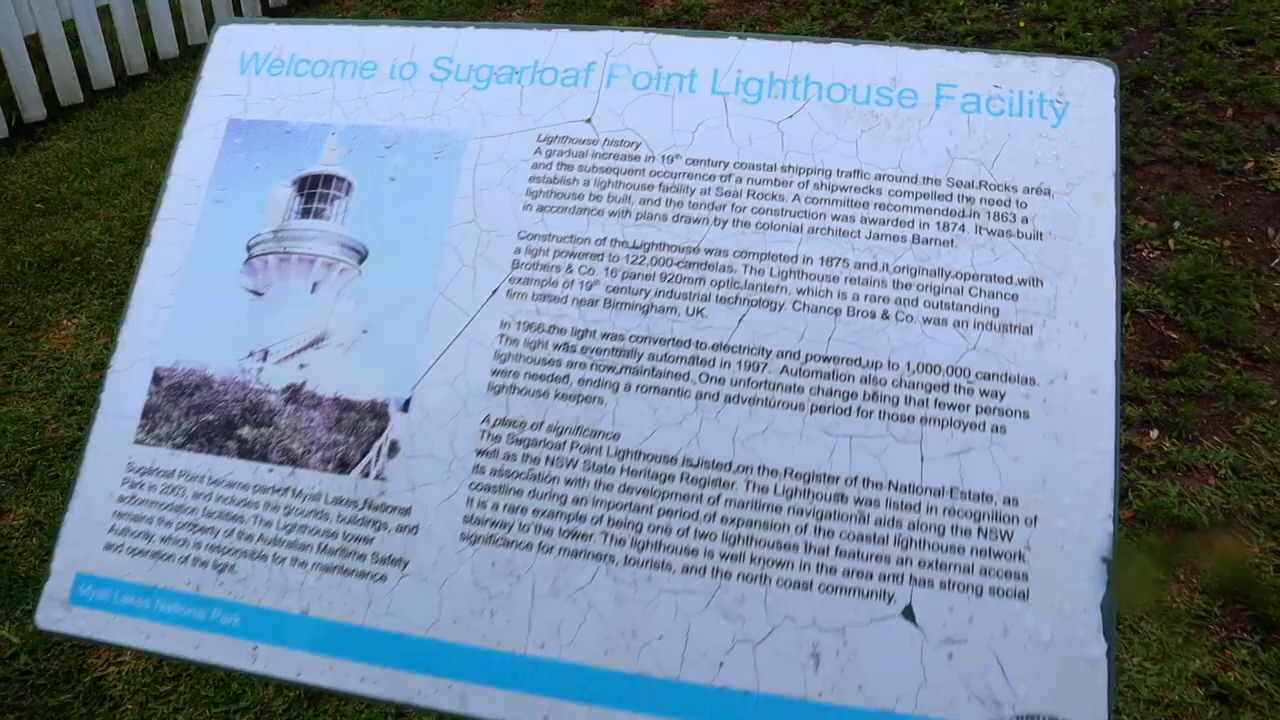 Welcome to Sugarloaf Point Lighthouse Facility
Lighthouse history
A gradual increase in 19th century coastal shipping traffic around the Seal Rocks area,
and the subsequent occurrence of a number of shipwrecks compelled the need to
establish a lighthouse facility at Seal Rocks. A committee recommended in 1863 a
lighthouse be built, and the tender for construction was awarded in 1874. It was built
in accordance with plans drawn by the colonial architect James Barnet.
Construction of the Lighthouse was completed in 1875 and it originally operated with
a light powered to 122,000 candelas. The Lighthouse retains the original Chance
Brothers & Co. 16 panel 920mm optic lantern, which is a rare and outstanding
example of 19th century industrial technology. Chance Bros & Co. was an industrial
firm based near Birmingham, UK.
In 1966 the light was converted to electricity and powered up to 1,000,000 candelas.
The light was eventually automated in 1997. Automation also changed the way
lighthouses are now maintained. One unfortunate change being that fewer persons
were needed, ending a romantic and adventurous period for those employed as
lighthouse keepers.
A place of significance
The Sugarloaf Point Lighthouse is listed on the Register of the National Estate, as
well as the NSW State Heritage Register. The Lighthouse was listed in recognition of
its association with the development of maritime navigational aids along the NSW
coastline during an important period of expansion of the coastal lighthouse network.
It is a rare example of being one of two lighthouses that features an external access
stairway to the tower. The lighthouse is well known in the area and has strong social
significance for mariners, tourists, and the north coast community.
Sugarloaf Point became part of Myall Lakes National
Park in 2003, and includes the grounds, buildings, and
accommodation facilities. The Lighthouse tower
remains the property of the Australian Maritime Safety
Authority, which is responsible for the maintenance
and operation of the light.
Myall Lakes National Park